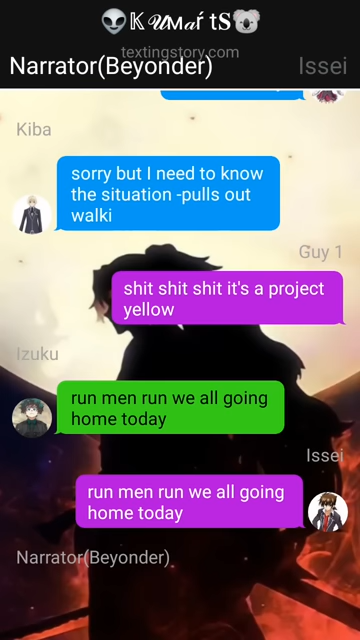 👽𝕂 𝓤мᥲŕ t𝐒🐨
textingstory.com
Narrator(Beyonder) Issei
Kiba
sorry but I need to know
the situation -pulls out
walki
Guy 1
shit shit shit it's a project
yellow
Izuku
run men run we all going
home today
Issei
run men run we all going
home today
Narrator(Beyonder)